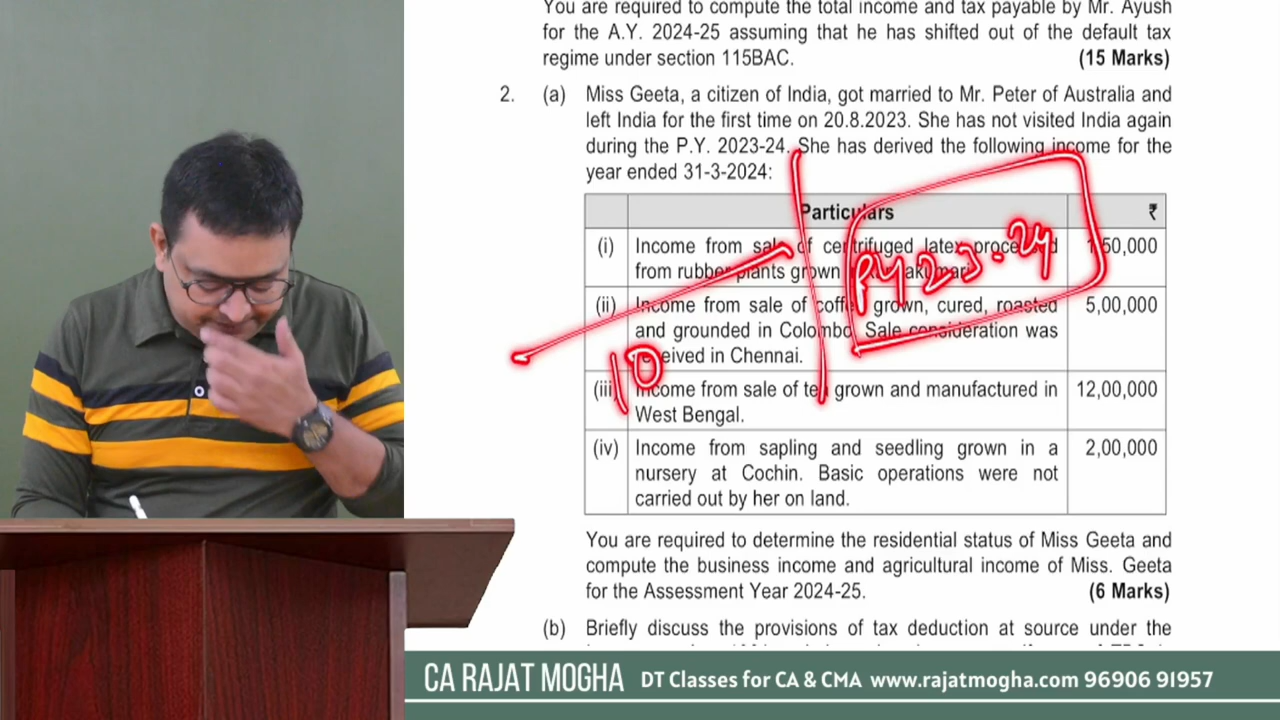 You are required to compute the total income and tax payable by Mr. Ayush
for the A.Y. 2024-25 assuming that he has shifted out of the default tax
regime under section 115BAC. (15 Marks)
2. (a) Miss Geeta, a citizen of India, got married to Mr. Peter of Australia and
left India for the first time on 20.8.2023. She has not visited India again
during the P.Y. 2023-24. She has derived the following income for the
year ended 31-3-2024:
Particulars ₹
(i) Income from sale of centrifuged latex processed 1,50,000
from rubber plants grown
(ii) Income from sale of coffee grown, cured, roasted 5,00,000
and grounded in Colombo. Sale consideration was
received in Chennai.
(iii) Income from sale of tea grown and manufactured in 12,00,000
West Bengal.
(iv) Income from sapling and seedling grown in a 2,00,000
nursery at Cochin. Basic operations were not
carried out by her on land.
PY 23-24
10
You are required to determine the residential status of Miss Geeta and
compute the business income and agricultural income of Miss. Geeta
for the Assessment Year 2024-25. (6 Marks)
(b) Briefly discuss the provisions of tax deduction at source under the
CA RAJAT MOGHA DT Classes for CA & CMA www.rajatmogha.com 96906 91957